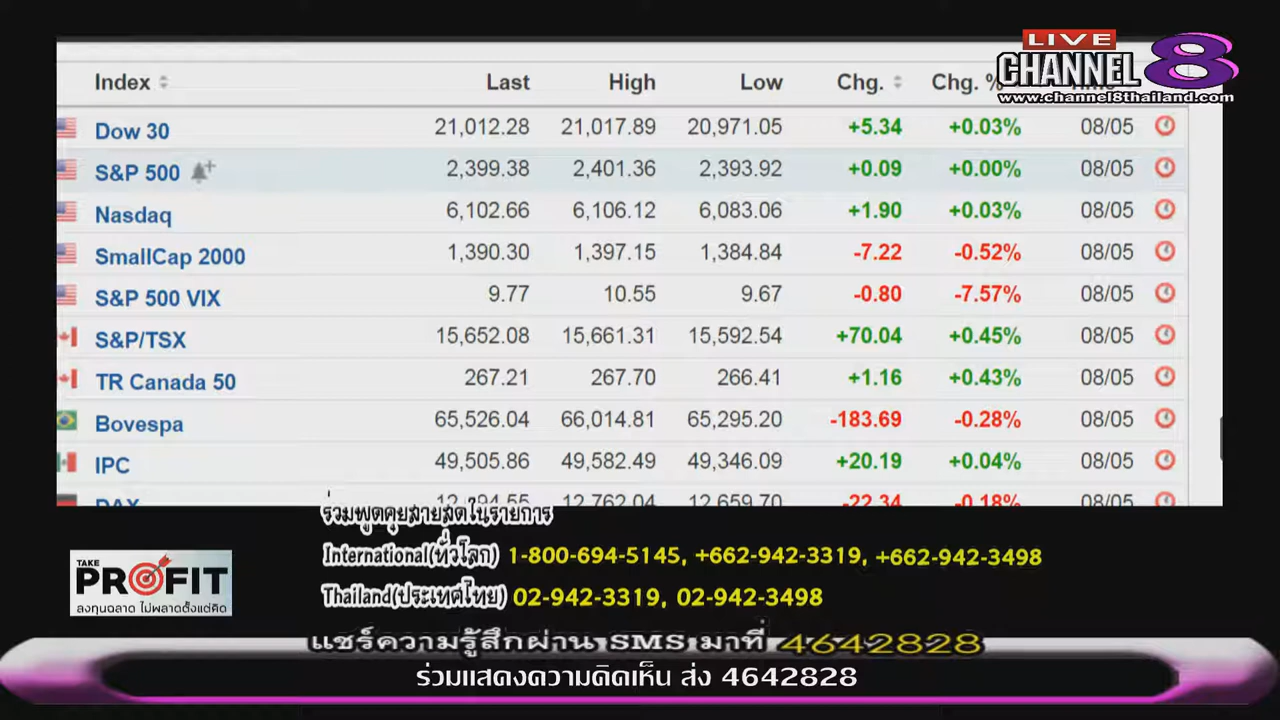 LIVE
CHANNEL 8
www.channel8thailand.com
Index Last High Low Chg. Chg. %
Dow 30 21,012.28 21,017.89 20,971.05 +5.34 +0.03% 08/05
S&P 500 2,399.38 2,401.36 2,393.92 +0.09 +0.00% 08/05
Nasdaq 6,102.66 6,106.12 6,083.06 +1.90 +0.03% 08/05
SmallCap 2000 1,390.30 1,397.15 1,384.84 -7.22 -0.52% 08/05
S&P 500 VIX 9.77 10.55 9.67 -0.80 -7.57% 08/05
S&P/TSX 15,652.08 15,661.31 15,592.54 +70.04 +0.45% 08/05
TR Canada 50 267.21 267.70 266.41 +1.16 +0.43% 08/05
Bovespa 65,526.04 66,014.81 65,295.20 -183.69 -0.28% 08/05
IPC 49,505.86 49,582.49 49,346.09 +20.19 +0.04% 08/05
DAX 12,762.04 12,659.70 -22.34 -0.18% 08/05
ร่วมพูดคุยสายสดในรายการ
International(ทั่วโลก) 1-800-694-5145, +662-942-3319, +662-942-3498
Thailand(ประเทศไทย) 02-942-3319, 02-942-3498
TAKE
PROFIT
ลงทุนฉลาด ไม่พลาดตั้งแต่คิด
แชร์ความรู้สึกผ่าน SMS มาที่ 4642828
ร่วมแสดงความคิดเห็น ส่ง 4642828